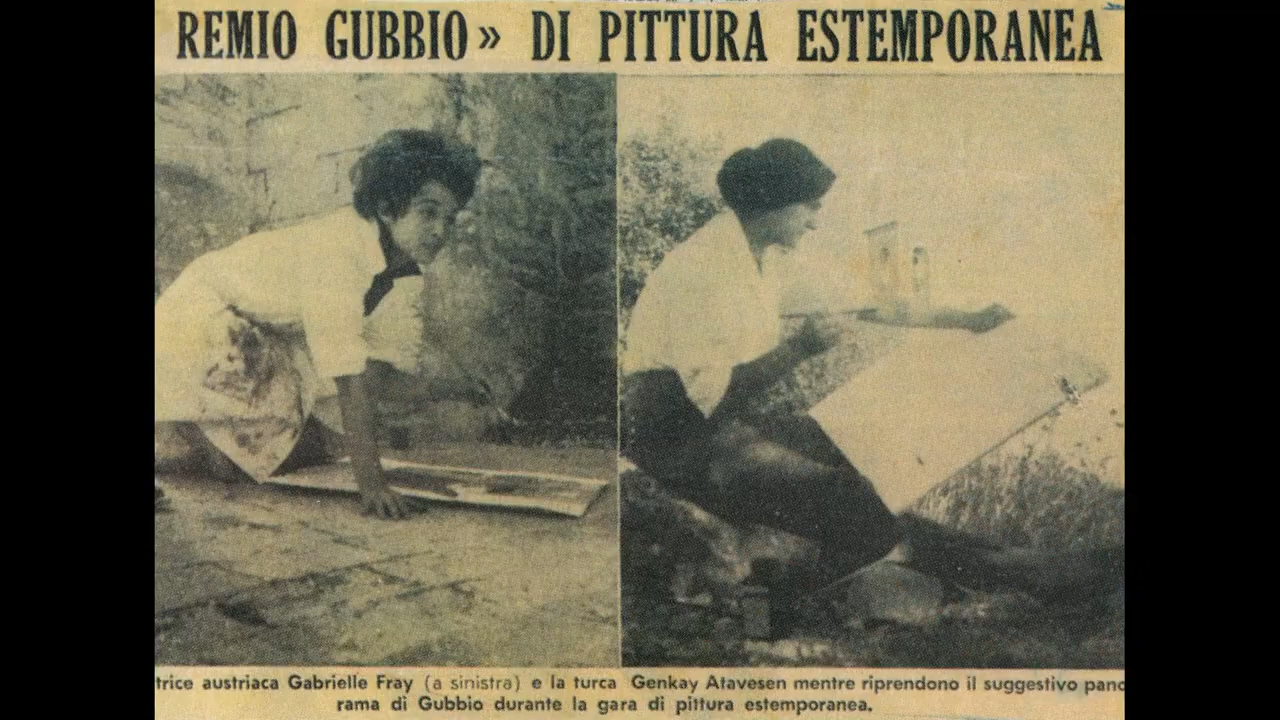 REMIO GUBBIO» DI PITTURA ESTEMPORANEA
trice austriaca Gabrielle Fray (a sinistra) e la turca Genkay Atavesen mentre riprendono il suggestivo pano
rama di Gubbio durante la gara di pittura estemporanea.